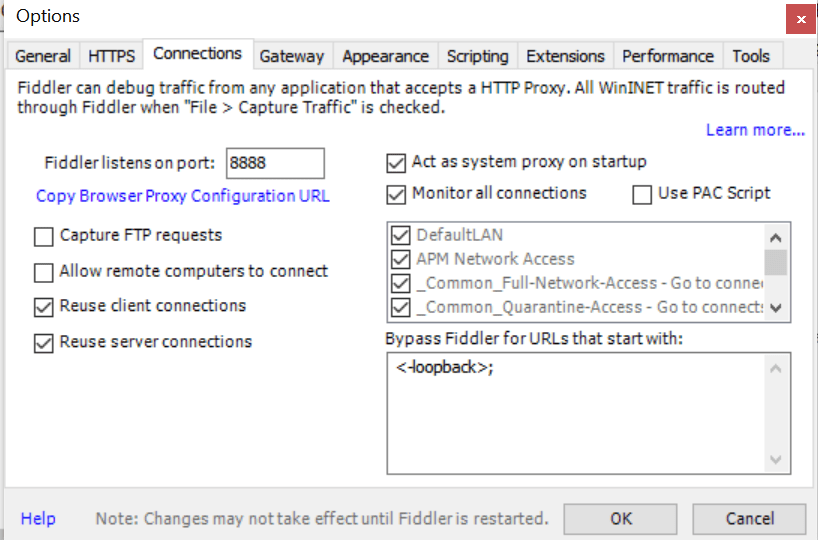 Options
General HTTPS Connections Gateway Appearance Scripting Extensions Performance Tools
Fiddler can debug traffic from any application that accepts a HTTP Proxy. All WinINET traffic is routed
through Fiddler when "File > Capture Traffic" is checked.
Learn more...
Fiddler listens on port: 8888
Copy Browser Proxy Configuration URL
Capture FTP requests
Allow remote computers to connect
Reuse client connections
Reuse server connections
Act as system proxy on startup
Monitor all connections
Use PAC Script
DefaultLAN
APM Network Access
_Common_Full-Network-Access - Go to connec
_Common_Quarantine-Access - Go to connects
Bypass Fiddler for URLs that start with:
<-loopback>;
Help
Note: Changes may not take effect until Fiddler is restarted.
OK
Cancel